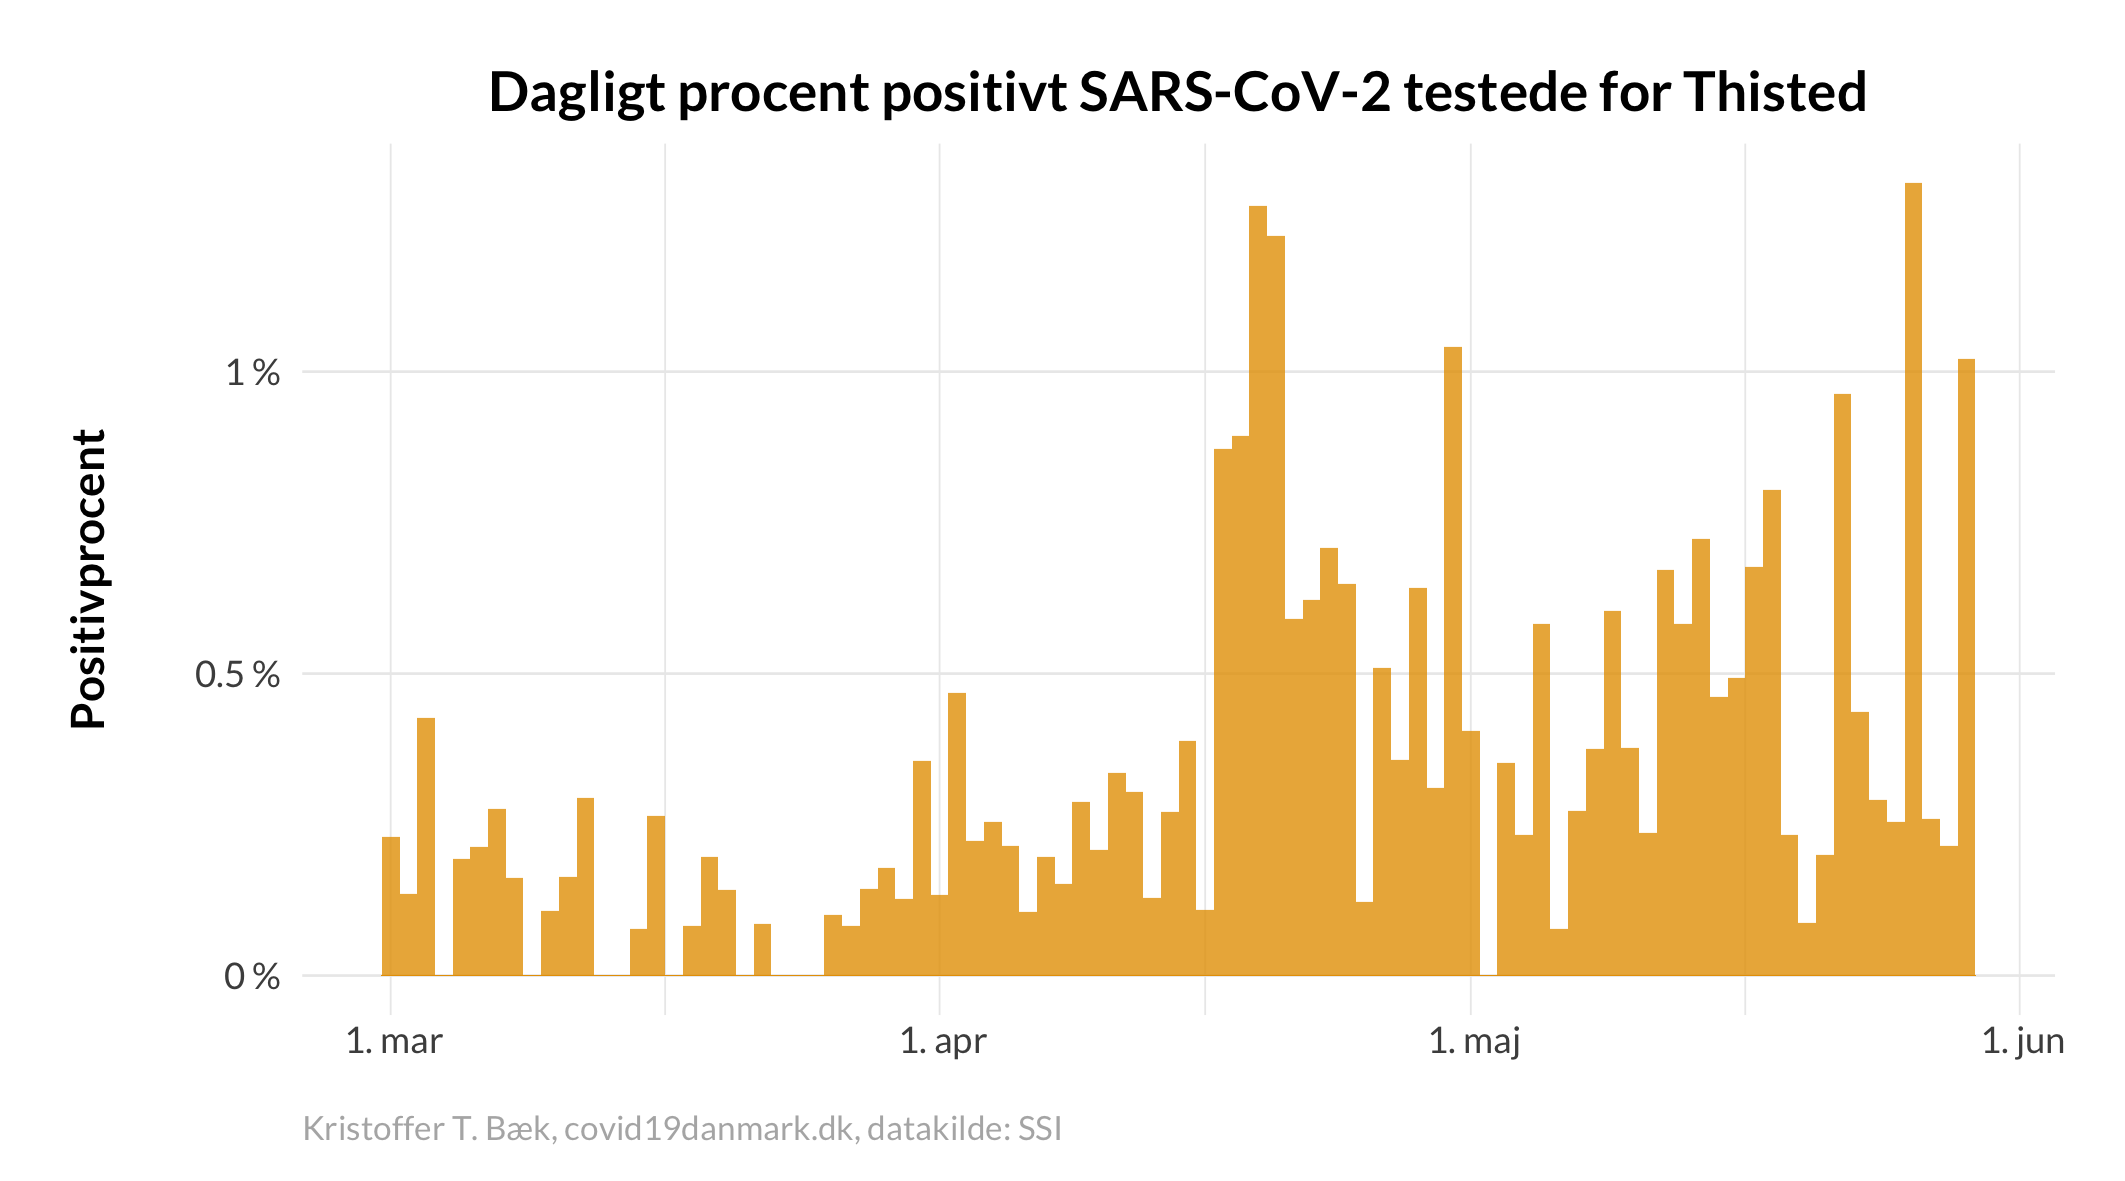 Dagligt procent positivt SARS-CoV-2 testede for Thisted
Positivprocent
1 %
0.5 %
0 %
1. mar
1. apr
1. maj
1. jun
Kristoffer T. Bæk, covid19danmark.dk, datakilde: SSI